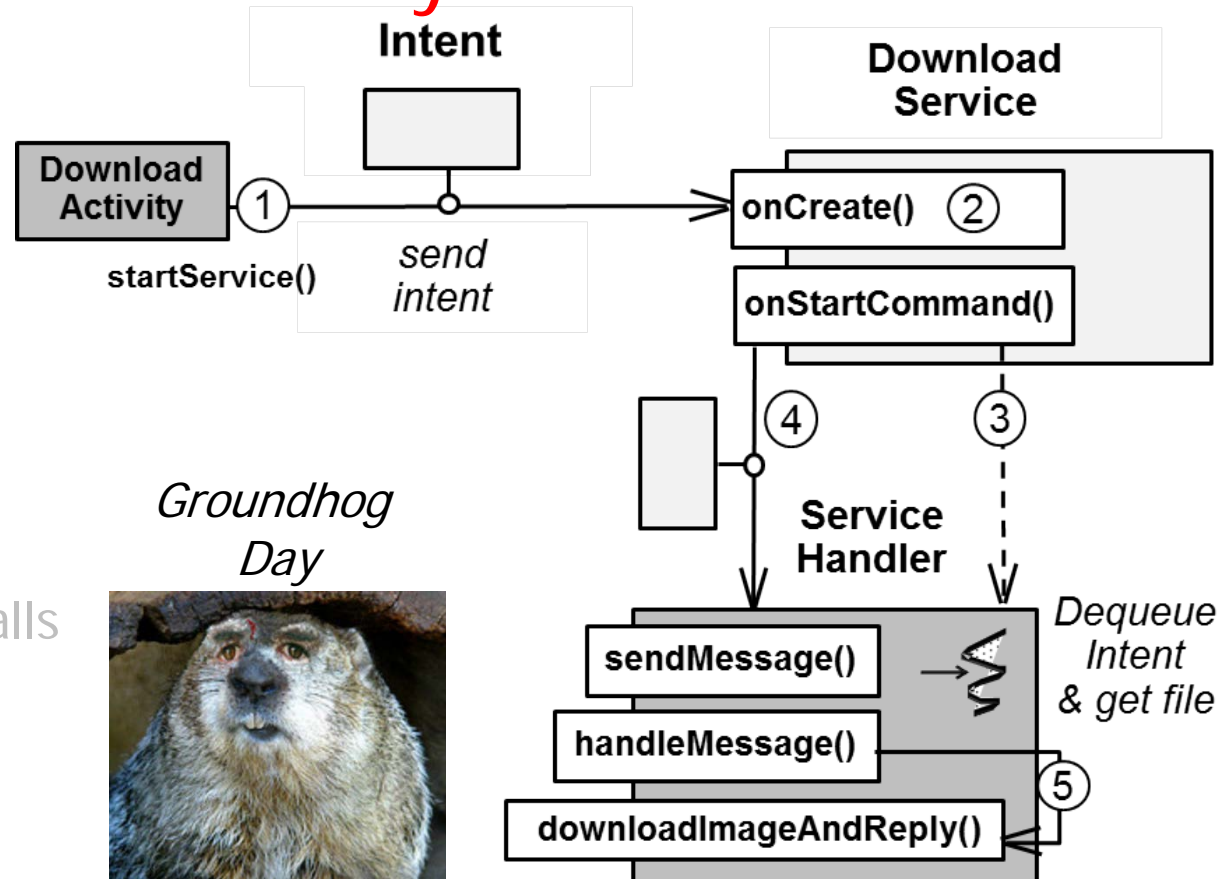 Intent
Download
Service
Download
Activity
1
onCreate()
2
startService()
send
intent
onStartCommand()
4
3
Groundhog
Day
Service
Handler
alls
sendMessage()
Dequeue
Intent
& get file
handleMessage()
5
downloadImageAndReply()